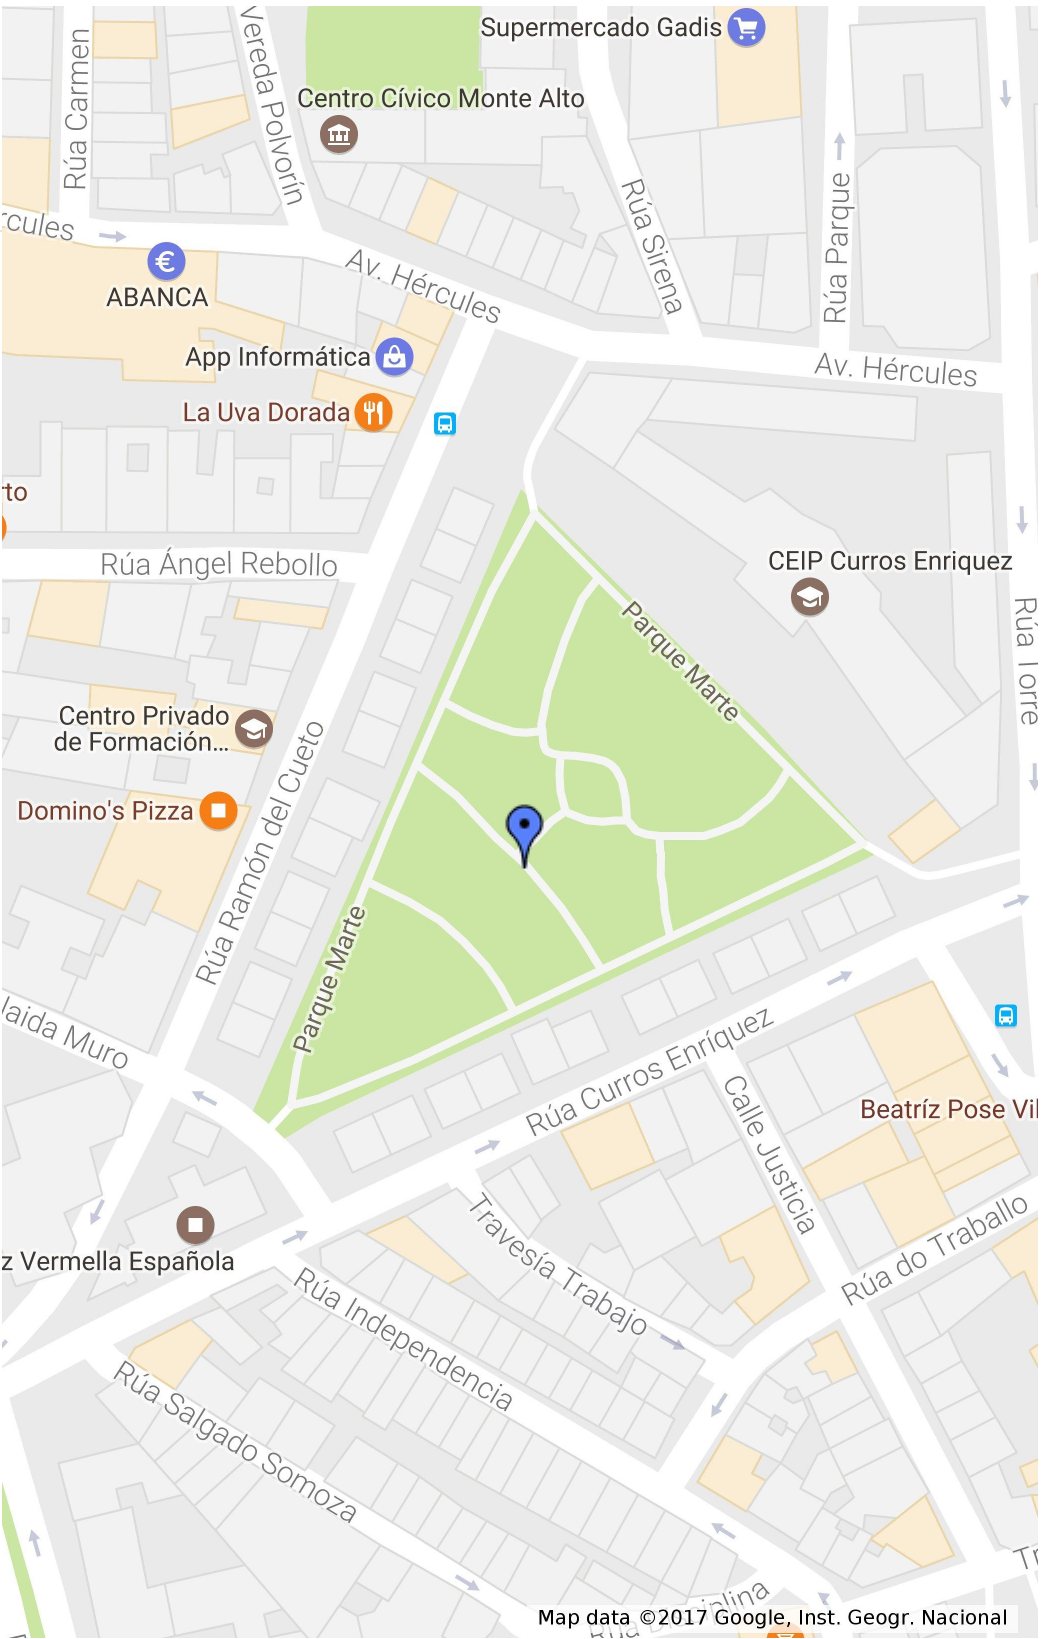 Supermercado Gadis
Rúa Carmen
Vereda Polvorín
Centro Cívico Monte Alto
Rúa Sirena
Rúa Parque
rcules
Av. Hércules
ABANCA
App Informática
Av. Hércules
La Uva Dorada
rto
Rúa Ángel Rebollo
CEIP Curros Enriquez
Parque Marte
Rúa Torre
Centro Privado
de Formación...
Domino's Pizza
Rúa Ramón del Cueto
Parque Marte
laida Muro
Rúa Curros Enríquez
Calle Justicia
Beatríz Pose Vil
z Vermella Española
Travesía Trabajo
Rúa do Traballo
Rúa Independencia
Rúa Salgado Somoza
Tr
Rúa Disciplina
Map data ©2017 Google, Inst. Geogr. Nacional